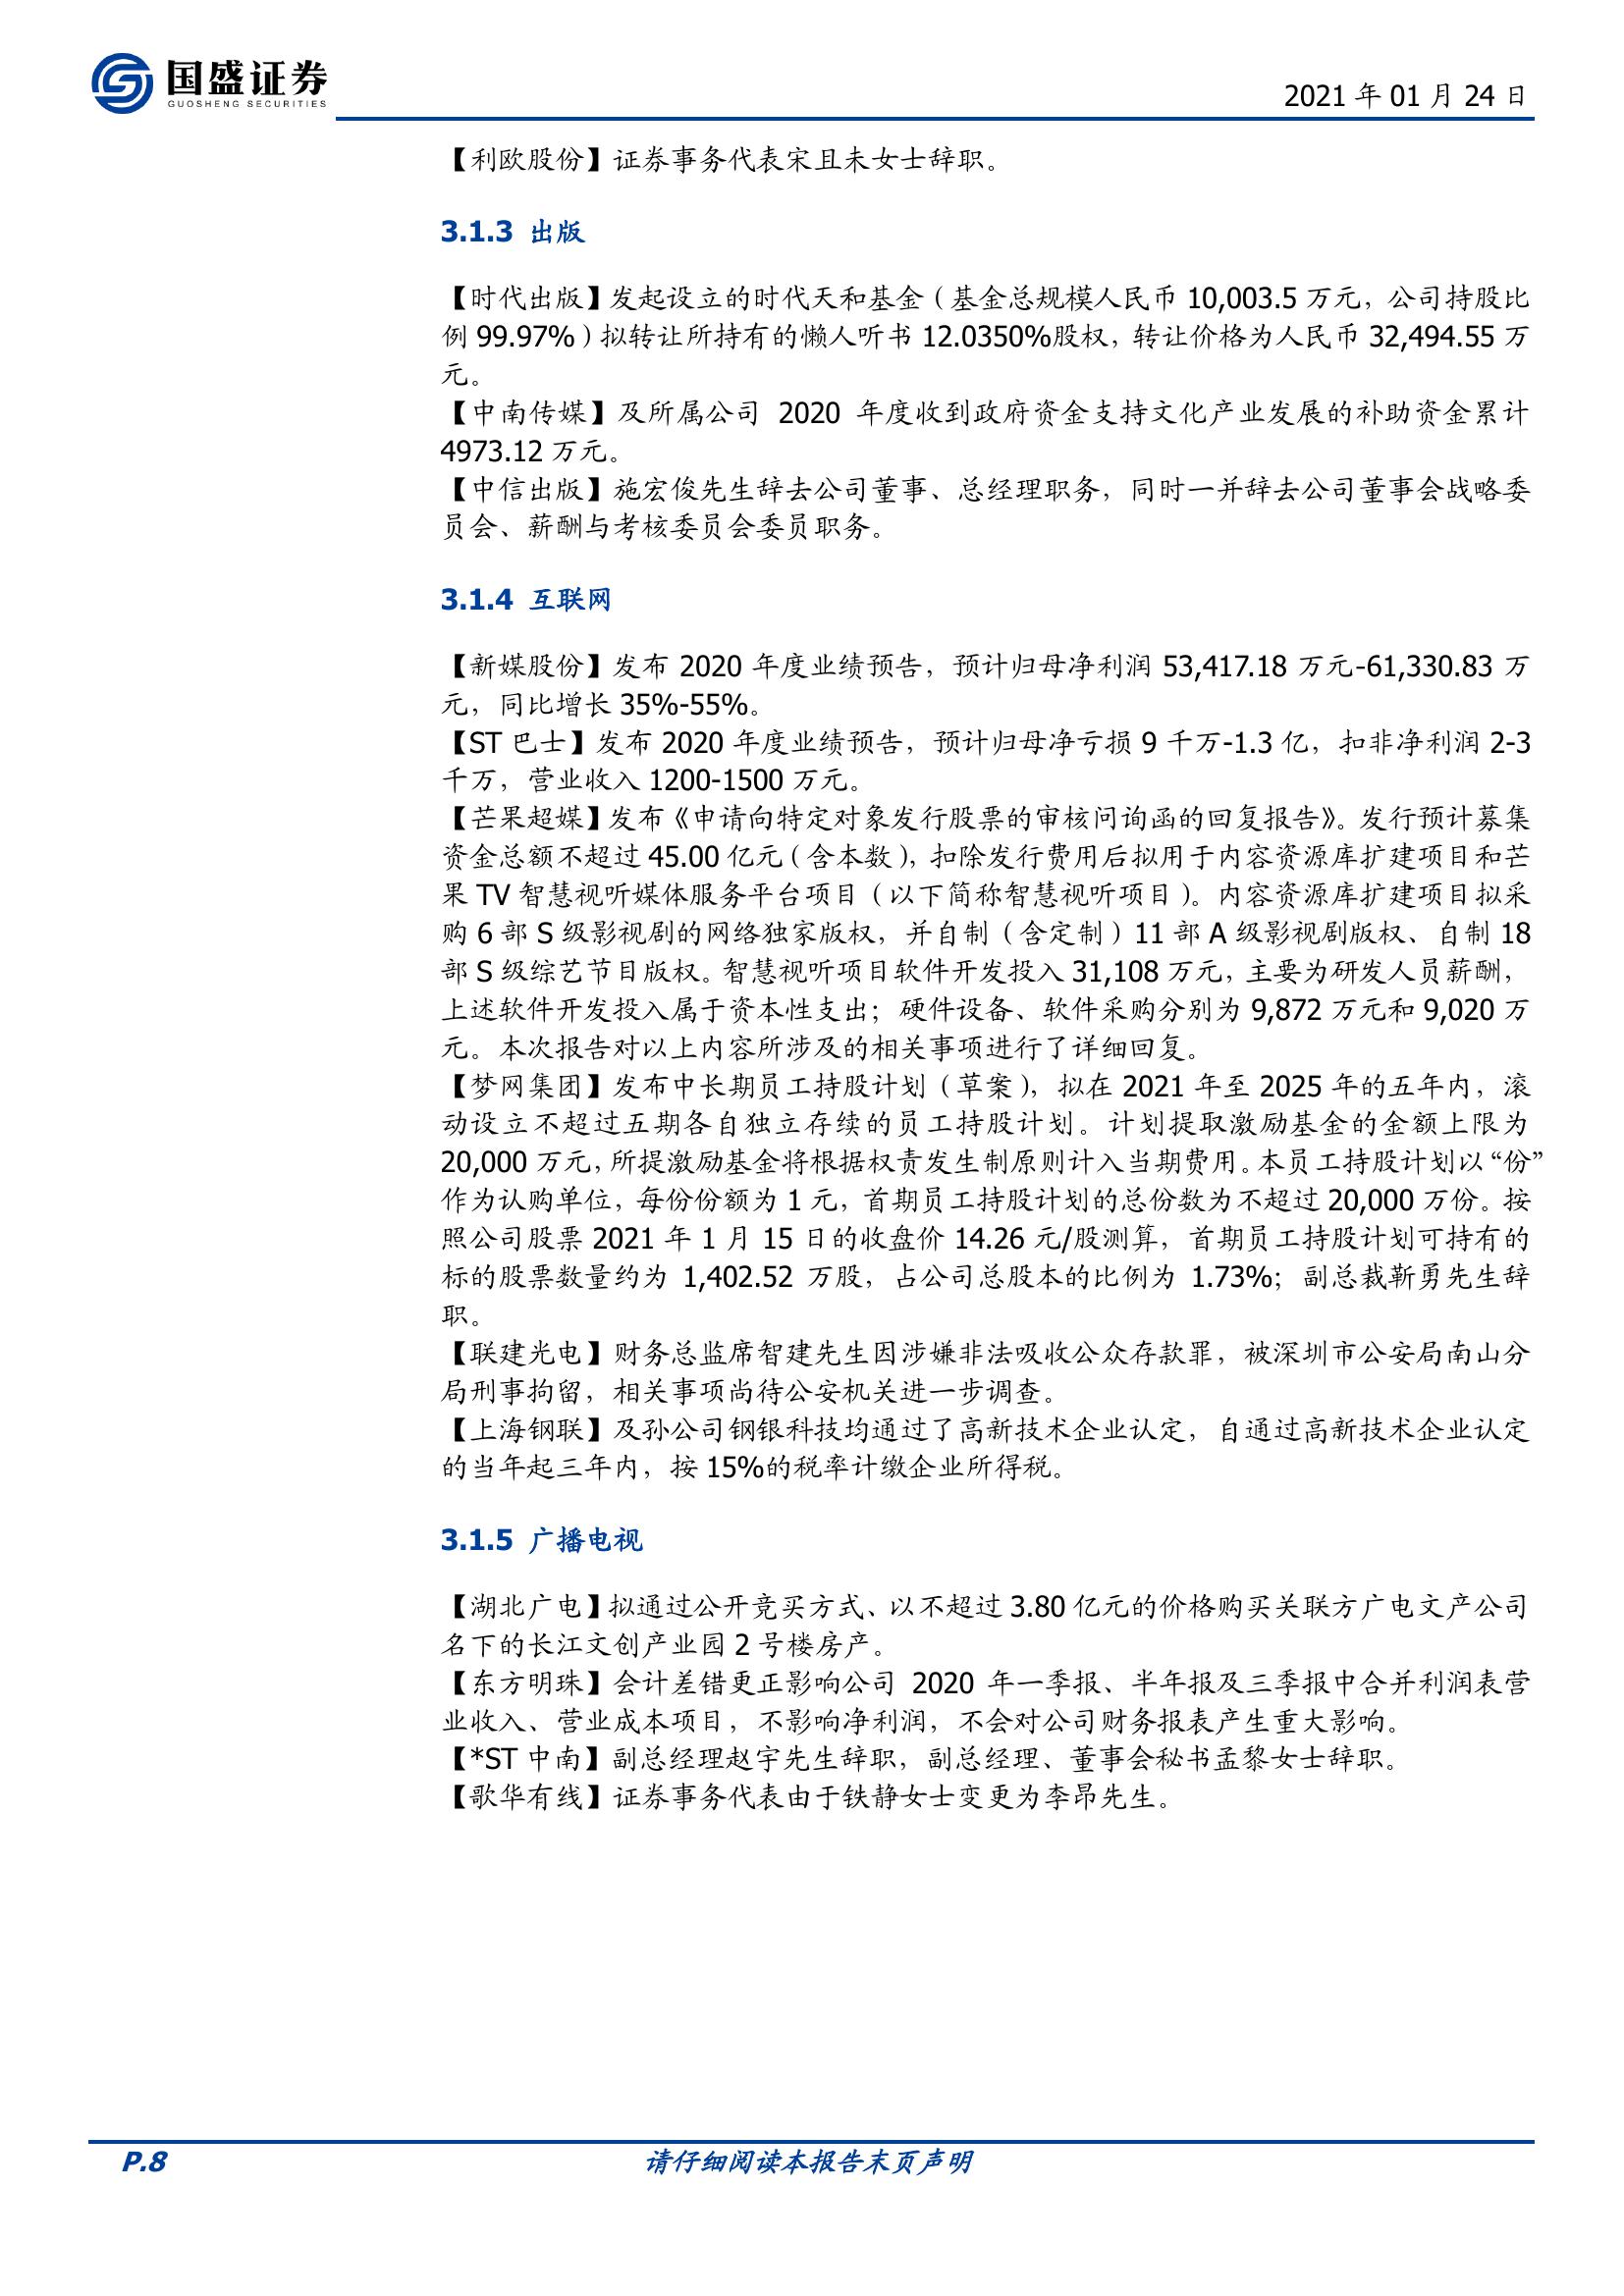 国盛证券
GUOSHENG SECURITIES
2021 年 01 月 24 日
【利欧股份】证券事务代表宋且未女士辞职。
3.1.3 出版
【时代出版】发起设立的时代天和基金（基金总规模人民币 10,003.5 万元，公司持股比
例 99.97%）拟转让所持有的懒人听书 12.0350%股权，转让价格为人民币 32,494.55 万
元。
【中南传媒】及所属公司 2020 年度收到政府资金支持文化产业发展的补助资金累计
4973.12 万元。
【中信出版】施宏俊先生辞去公司董事、总经理职务，同时一并辞去公司董事会战略委
员会、薪酬与考核委员会委员职务。
3.1.4 互联网
【新媒股份】发布 2020 年度业绩预告，预计归母净利润 53,417.18 万元-61,330.83 万
元，同比增长 35%-55%。
【ST 巴士】发布 2020 年度业绩预告，预计归母净亏损 9 千万-1.3 亿，扣非净利润 2-3
千万，营业收入 1200-1500 万元。
【芒果超媒】发布《申请向特定对象发行股票的审核问询函的回复报告》。发行预计募集
资金总额不超过 45.00 亿元（含本数），扣除发行费用后拟用于内容资源库扩建项目和芒
果 TV 智慧视听媒体服务平台项目（以下简称智慧视听项目）。内容资源库扩建项目拟采
购 6 部 S 级影视剧的网络独家版权，并自制（含定制）11 部 A 级影视剧版权、自制 18
部 S 级综艺节目版权。智慧视听项目软件开发投入 31,108 万元，主要为研发人员薪酬，
上述软件开发投入属于资本性支出；硬件设备、软件采购分别为 9,872 万元和 9,020 万
元。本次报告对以上内容所涉及的相关事项进行了详细回复。
【梦网集团】发布中长期员工持股计划（草案），拟在 2021 年至 2025 年的五年内，滚
动设立不超过五期各自独立存续的员工持股计划。计划提取激励基金的金额上限为
20,000 万元，所提激励基金将根据权责发生制原则计入当期费用。本员工持股计划以“份”
作为认购单位，每份份额为 1 元，首期员工持股计划的总份数为不超过 20,000 万份。按
照公司股票 2021 年 1 月 15 日的收盘价 14.26 元/股测算，首期员工持股计划可持有的
标的股票数量约为 1,402.52 万股，占公司总股本的比例为 1.73%；副总裁靳勇先生辞
职。
【联建光电】财务总监席智建先生因涉嫌非法吸收公众存款罪，被深圳市公安局南山分
局刑事拘留，相关事项尚待公安机关进一步调查。
【上海钢联】及孙公司钢银科技均通过了高新技术企业认定，自通过高新技术企业认定
的当年起三年内，按 15%的税率计缴企业所得税。
3.1.5 广播电视
【湖北广电】拟通过公开竞买方式、以不超过 3.80 亿元的价格购买关联方广电文产公司
名下的长江文创产业园 2 号楼房产。
【东方明珠】会计差错更正影响公司 2020 年一季报、半年报及三季报中合并利润表营
业收入、营业成本项目，不影响净利润，不会对公司财务报表产生重大影响。
【*ST 中南】副总经理赵宇先生辞职，副总经理、董事会秘书孟黎女士辞职。
【歌华有线】证券事务代表由于铁静女士变更为李昂先生。
P.8
请仔细阅读本报告末页声明